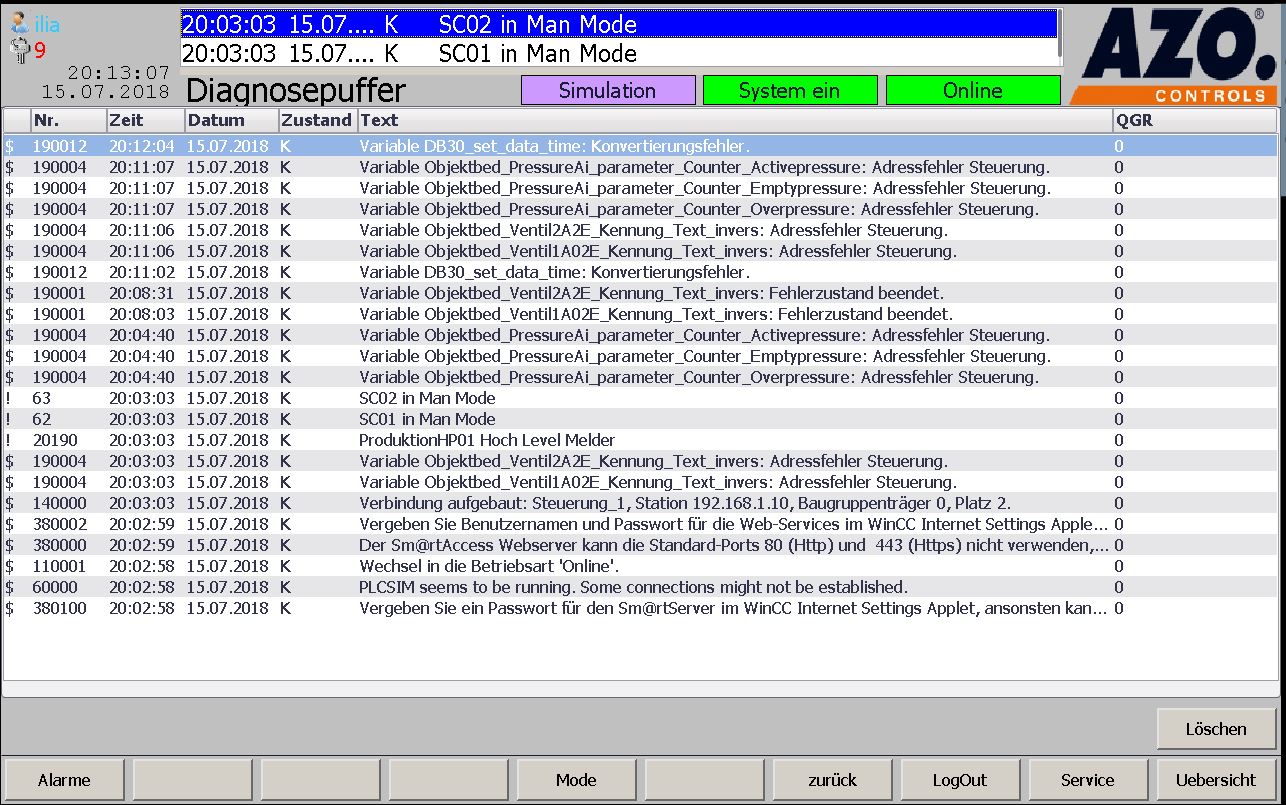 ilia
9
20:13:07
15.07.2018
20:03:03 15.07.... K SC02 in Man Mode
20:03:03 15.07.... K SC01 in Man Mode
Diagnosepuffer
Simulation
System ein
Online
AZO.®
CONTROLS
Nr. Zeit Datum Zustand Text QGR
$ 190012 20:12:04 15.07.2018 K Variable DB30_set_data_time: Konvertierungsfehler. 0
$ 190004 20:11:07 15.07.2018 K Variable Objektbed_PressureAi_parameter_Counter_Activepressure: Adressfehler Steuerung. 0
$ 190004 20:11:07 15.07.2018 K Variable Objektbed_PressureAi_parameter_Counter_Emptypressure: Adressfehler Steuerung. 0
$ 190004 20:11:07 15.07.2018 K Variable Objektbed_PressureAi_parameter_Counter_Overpressure: Adressfehler Steuerung. 0
$ 190004 20:11:06 15.07.2018 K Variable Objektbed_Ventil2A2E_Kennung_Text_invers: Adressfehler Steuerung. 0
$ 190004 20:11:06 15.07.2018 K Variable Objektbed_Ventil1A02E_Kennung_Text_invers: Adressfehler Steuerung. 0
$ 190012 20:11:02 15.07.2018 K Variable DB30_set_data_time: Konvertierungsfehler. 0
$ 190001 20:08:31 15.07.2018 K Variable Objektbed_Ventil2A2E_Kennung_Text_invers: Fehlerzustand beendet. 0
$ 190001 20:08:03 15.07.2018 K Variable Objektbed_Ventil1A02E_Kennung_Text_invers: Fehlerzustand beendet. 0
$ 190004 20:04:40 15.07.2018 K Variable Objektbed_PressureAi_parameter_Counter_Activepressure: Adressfehler Steuerung. 0
$ 190004 20:04:40 15.07.2018 K Variable Objektbed_PressureAi_parameter_Counter_Emptypressure: Adressfehler Steuerung. 0
$ 190004 20:04:40 15.07.2018 K Variable Objektbed_PressureAi_parameter_Counter_Overpressure: Adressfehler Steuerung. 0
! 63 20:03:03 15.07.2018 K SC02 in Man Mode 0
! 62 20:03:03 15.07.2018 K SC01 in Man Mode 0
! 20190 20:03:03 15.07.2018 K ProduktionHP01 Hoch Level Melder 0
$ 190004 20:03:03 15.07.2018 K Variable Objektbed_Ventil2A2E_Kennung_Text_invers: Adressfehler Steuerung. 0
$ 190004 20:03:03 15.07.2018 K Variable Objektbed_Ventil1A02E_Kennung_Text_invers: Adressfehler Steuerung. 0
$ 140000 20:03:03 15.07.2018 K Verbindung aufgebaut: Steuerung_1, Station 192.168.1.10, Baugruppenträger 0, Platz 2. 0
$ 380002 20:02:59 15.07.2018 K Vergeben Sie Benutzernamen und Passwort für die Web-Services im WinCC Internet Settings Apple... 0
$ 380000 20:02:59 15.07.2018 K Der Sm@rtAccess Webserver kann die Standard-Ports 80 (Http) und 443 (Https) nicht verwenden,... 0
$ 110001 20:02:58 15.07.2018 K Wechsel in die Betriebsart 'Online'. 0
$ 60000 20:02:58 15.07.2018 K PLCSIM seems to be running. Some connections might not be established. 0
$ 380100 20:02:58 15.07.2018 K Vergeben Sie ein Passwort für den Sm@rtServer im WinCC Internet Settings Applet, ansonsten kan... 0
Löschen
Alarme
Mode
zurück
LogOut
Service
Uebersicht